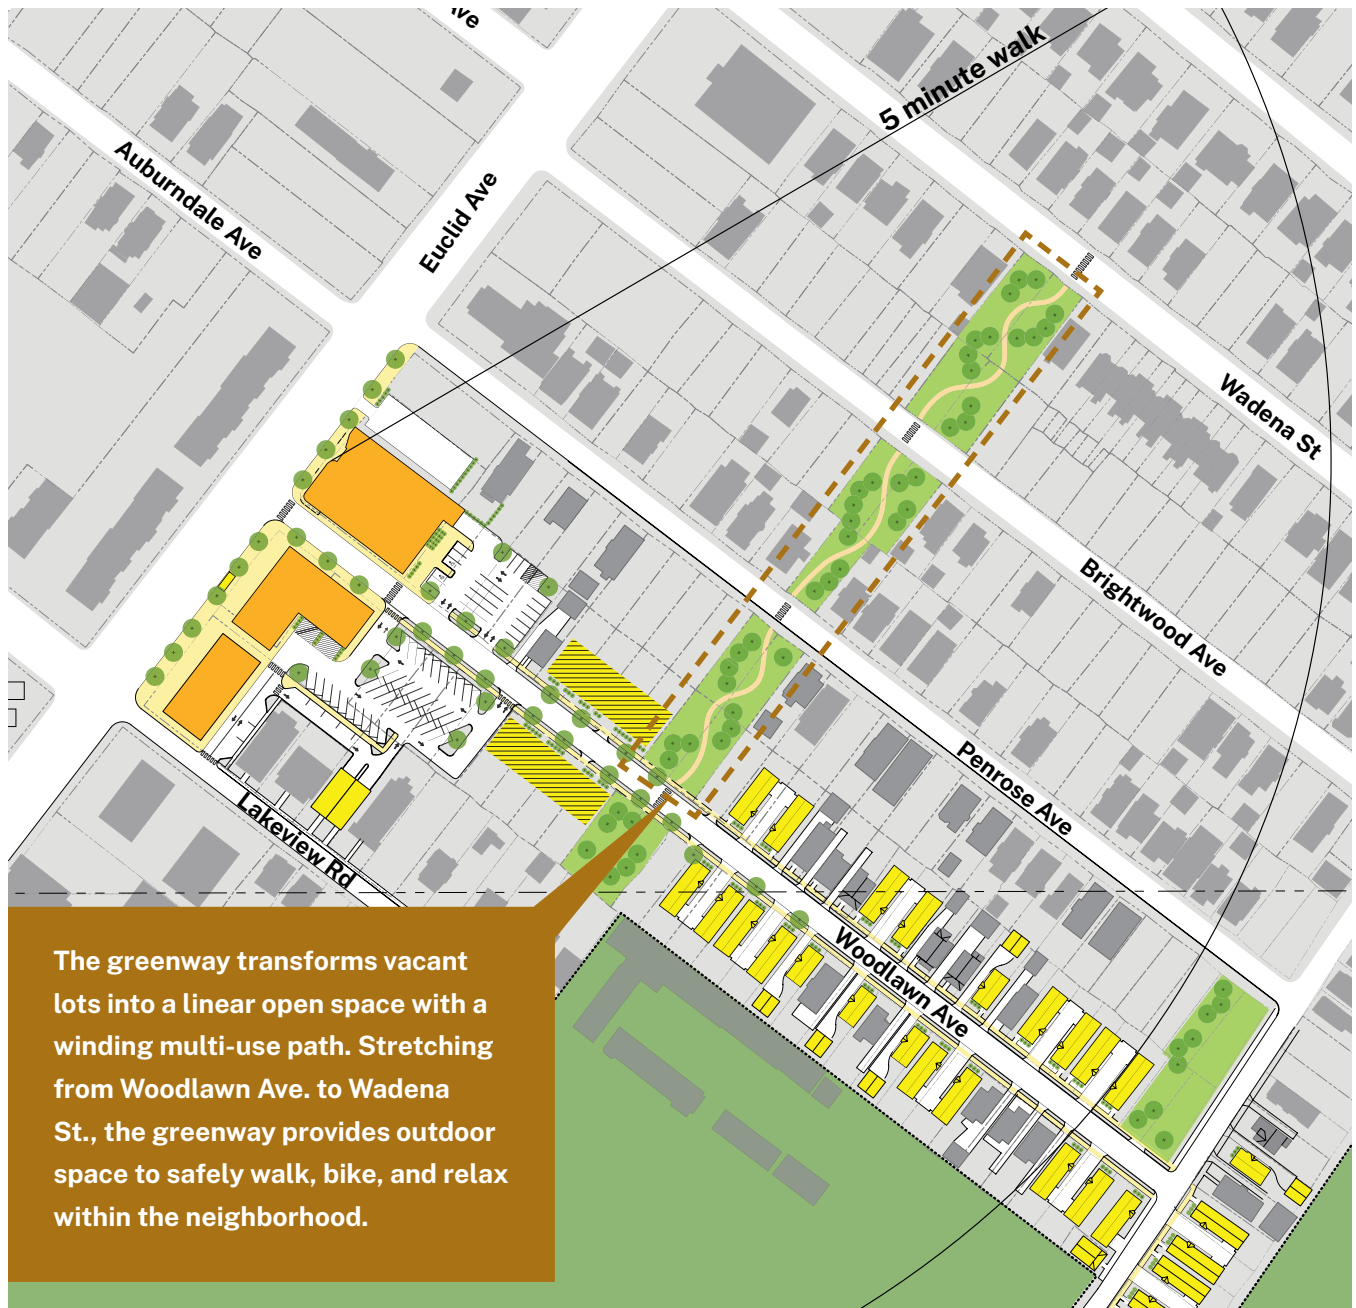 Ave
5 minute walk
Auburndale Ave
Euclid Ave
Wadena St
Brightwood Ave
Penrose Ave
Lakeview Rd
Woodlawn Ave
The greenway transforms vacant
lots into a linear open space with a
winding multi-use path. Stretching
from Woodlawn Ave. to Wadena
St., the greenway provides outdoor
space to safely walk, bike, and relax
within the neighborhood.